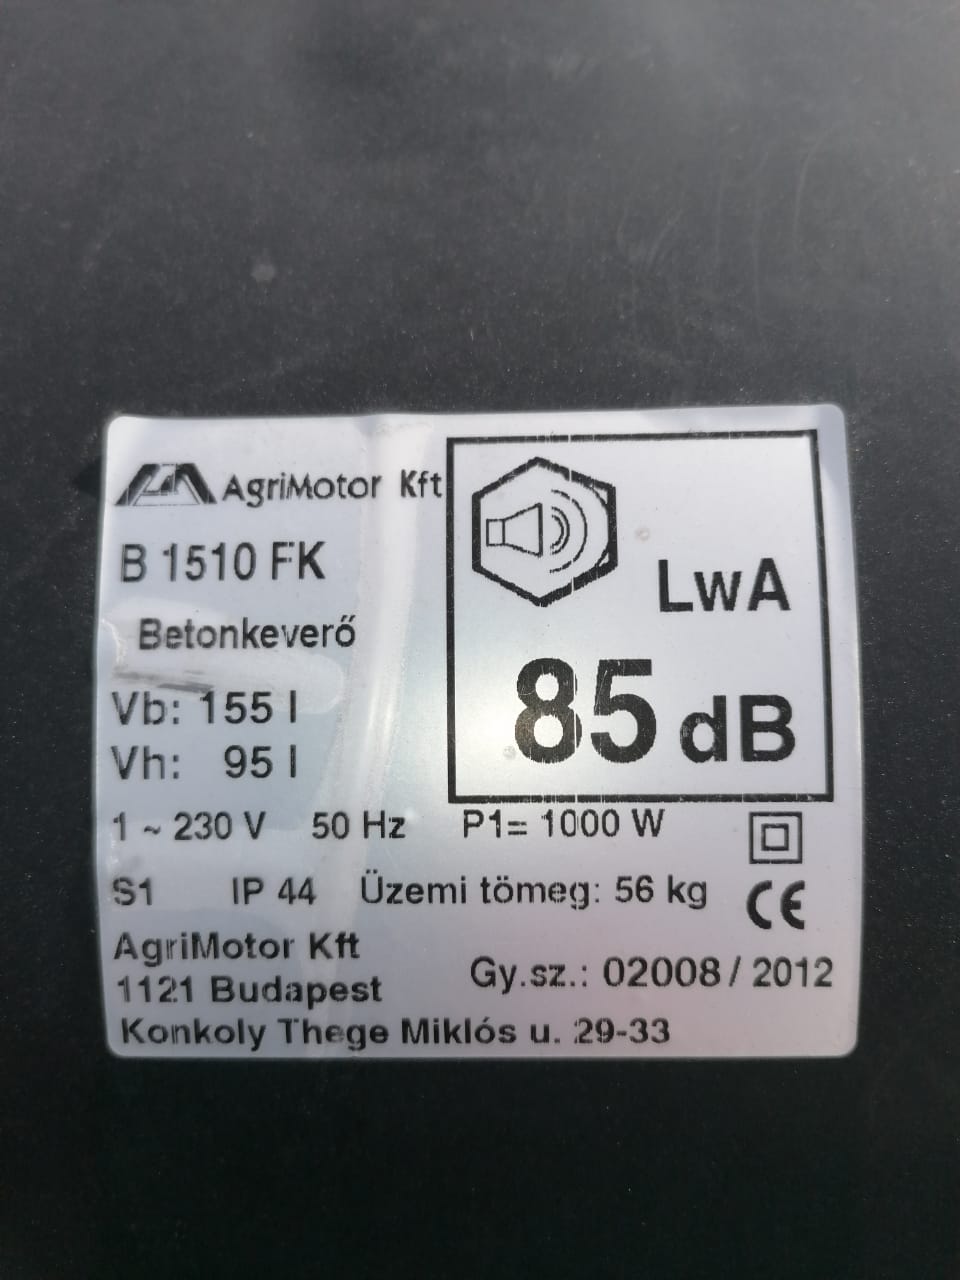 AgriMotor Kft
B 1510 FK
Betonkeverő
Vb: 155 l
Vh: 95 l
LwA
85 dB
1 ~ 230 V 50 Hz P1= 1000 W
S1 IP 44 Üzemi tömeg: 56 kg
CE
AgriMotor Kft
1121 Budapest
Gy.sz.: 02008 / 2012
Konkoly Thege Miklós u. 29-33